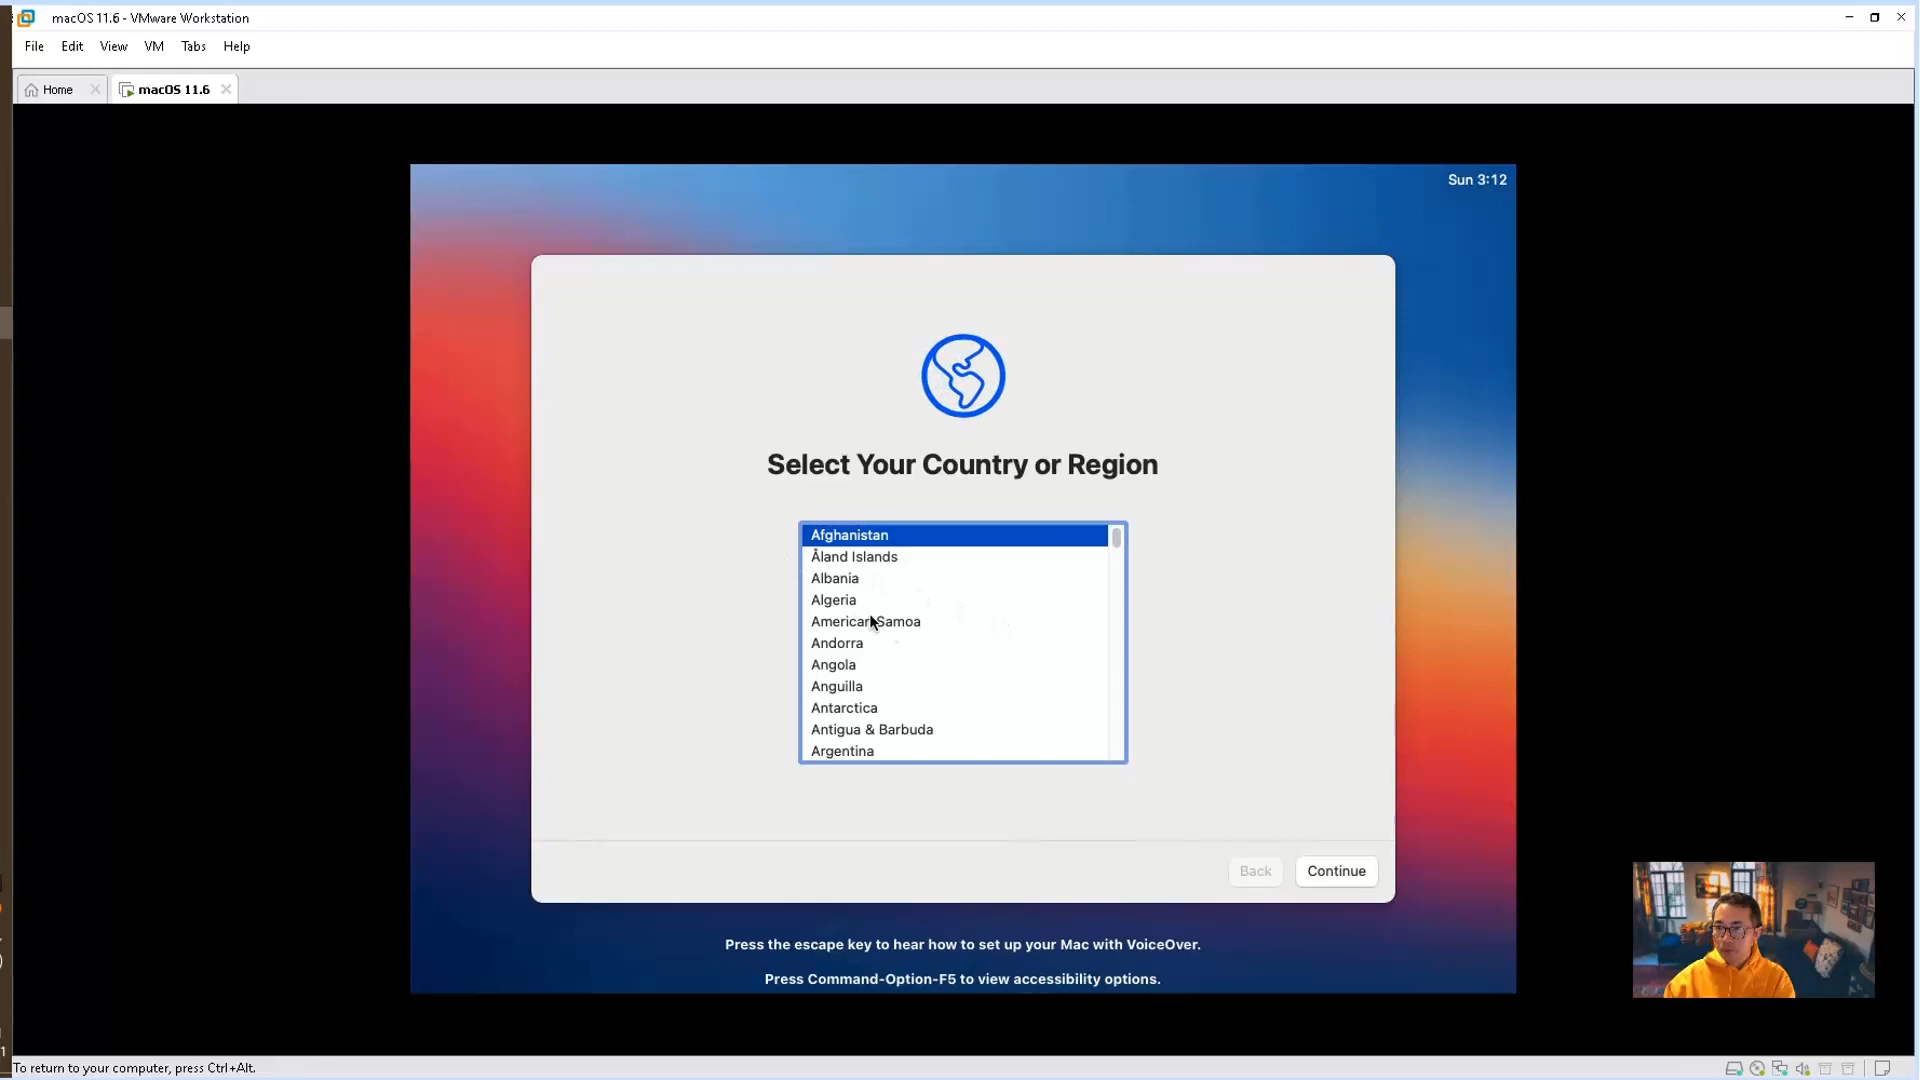 macOS 11.6 - VMware Workstation
File Edit View VM Tabs Help
Home macOS 11.6
Sun 3:12
Select Your Country or Region
Afghanistan
Åland Islands
Albania
Algeria
American Samoa
Andorra
Angola
Anguilla
Antarctica
Antigua & Barbuda
Argentina
Back Continue
Press the escape key to hear how to set up your Mac with VoiceOver.
Press Command-Option-F5 to view accessibility options.
To return to your computer, press Ctrl+Alt.